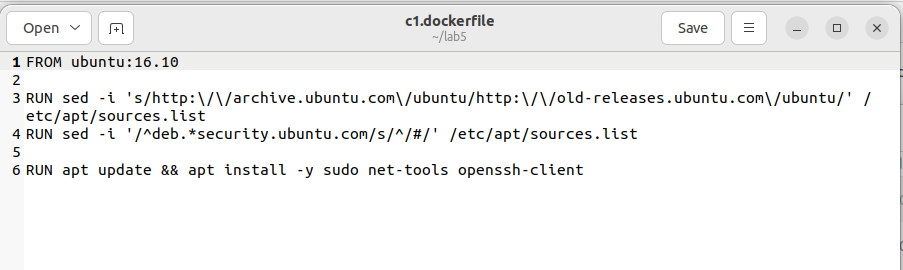 Open
c1.dockerfile
~/lab5
Save
1 FROM ubuntu:16.10
2
3 RUN sed -i 's/http:\/\/archive.ubuntu.com\/ubuntu/http:\/\/old-releases.ubuntu.com\/ubuntu/' /
etc/apt/sources.list
4 RUN sed -i '/^deb.*security.ubuntu.com/s/^/#/' /etc/apt/sources.list
5
6 RUN apt update && apt install -y sudo net-tools openssh-client